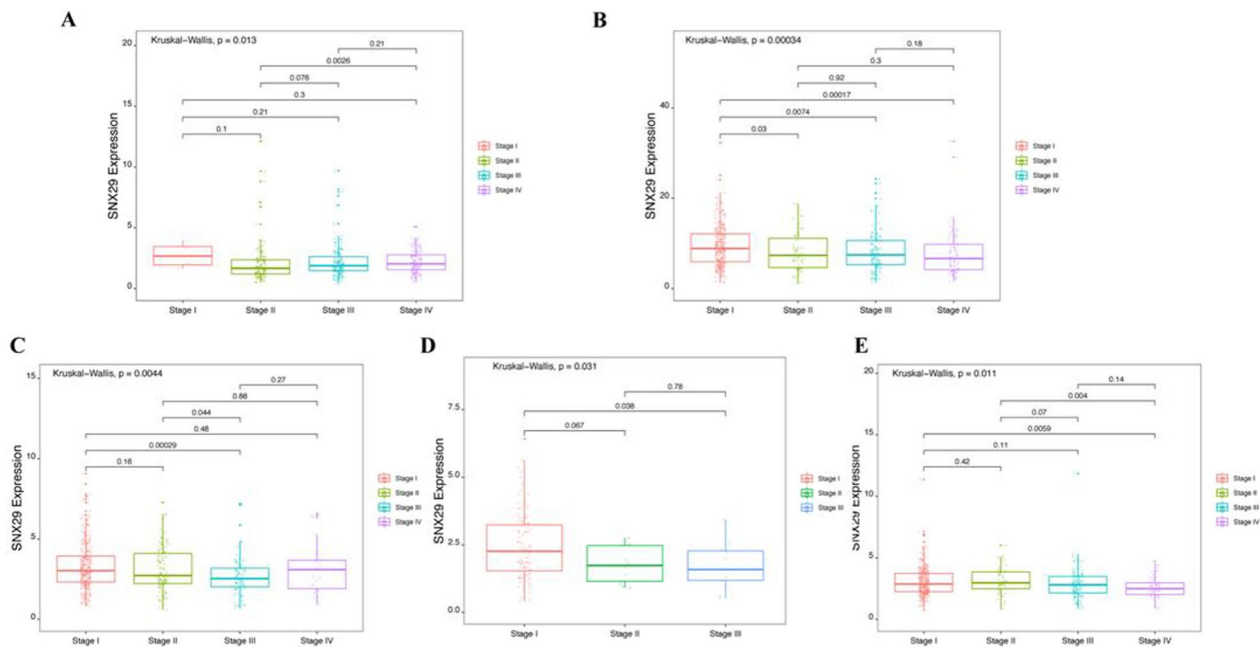 A
Kruskal-Wallis, p = 0.013
20
15
10
5
0
SNX29 Expression
0.21
0.0026
0.076
0.3
0.21
0.1
Stage I
Stage II
Stage III
Stage IV
Stage I
Stage II
Stage III
Stage IV
B
Kruskal-Wallis, p = 0.00034
40
20
0
SNX29 Expression
0.18
0.3
0.92
0.00017
0.0074
0.03
Stage I
Stage II
Stage III
Stage IV
Stage I
Stage II
Stage III
Stage IV
C
Kruskal-Wallis, p = 0.0044
15
10
5
0
SNX29 Expression
0.27
0.88
0.044
0.48
0.00029
0.16
Stage I
Stage II
Stage III
Stage IV
Stage I
Stage II
Stage III
Stage IV
D
Kruskal-Wallis, p = 0.031
7.5
5.0
2.5
0.0
SNX29 Expression
0.78
0.038
0.067
Stage I
Stage II
Stage III
Stage I
Stage II
Stage III
E
Kruskal-Wallis, p = 0.011
20
15
10
5
0
SNX29 Expression
0.14
0.004
0.07
0.0059
0.11
0.42
Stage I
Stage II
Stage III
Stage IV
Stage I
Stage II
Stage III
Stage IV